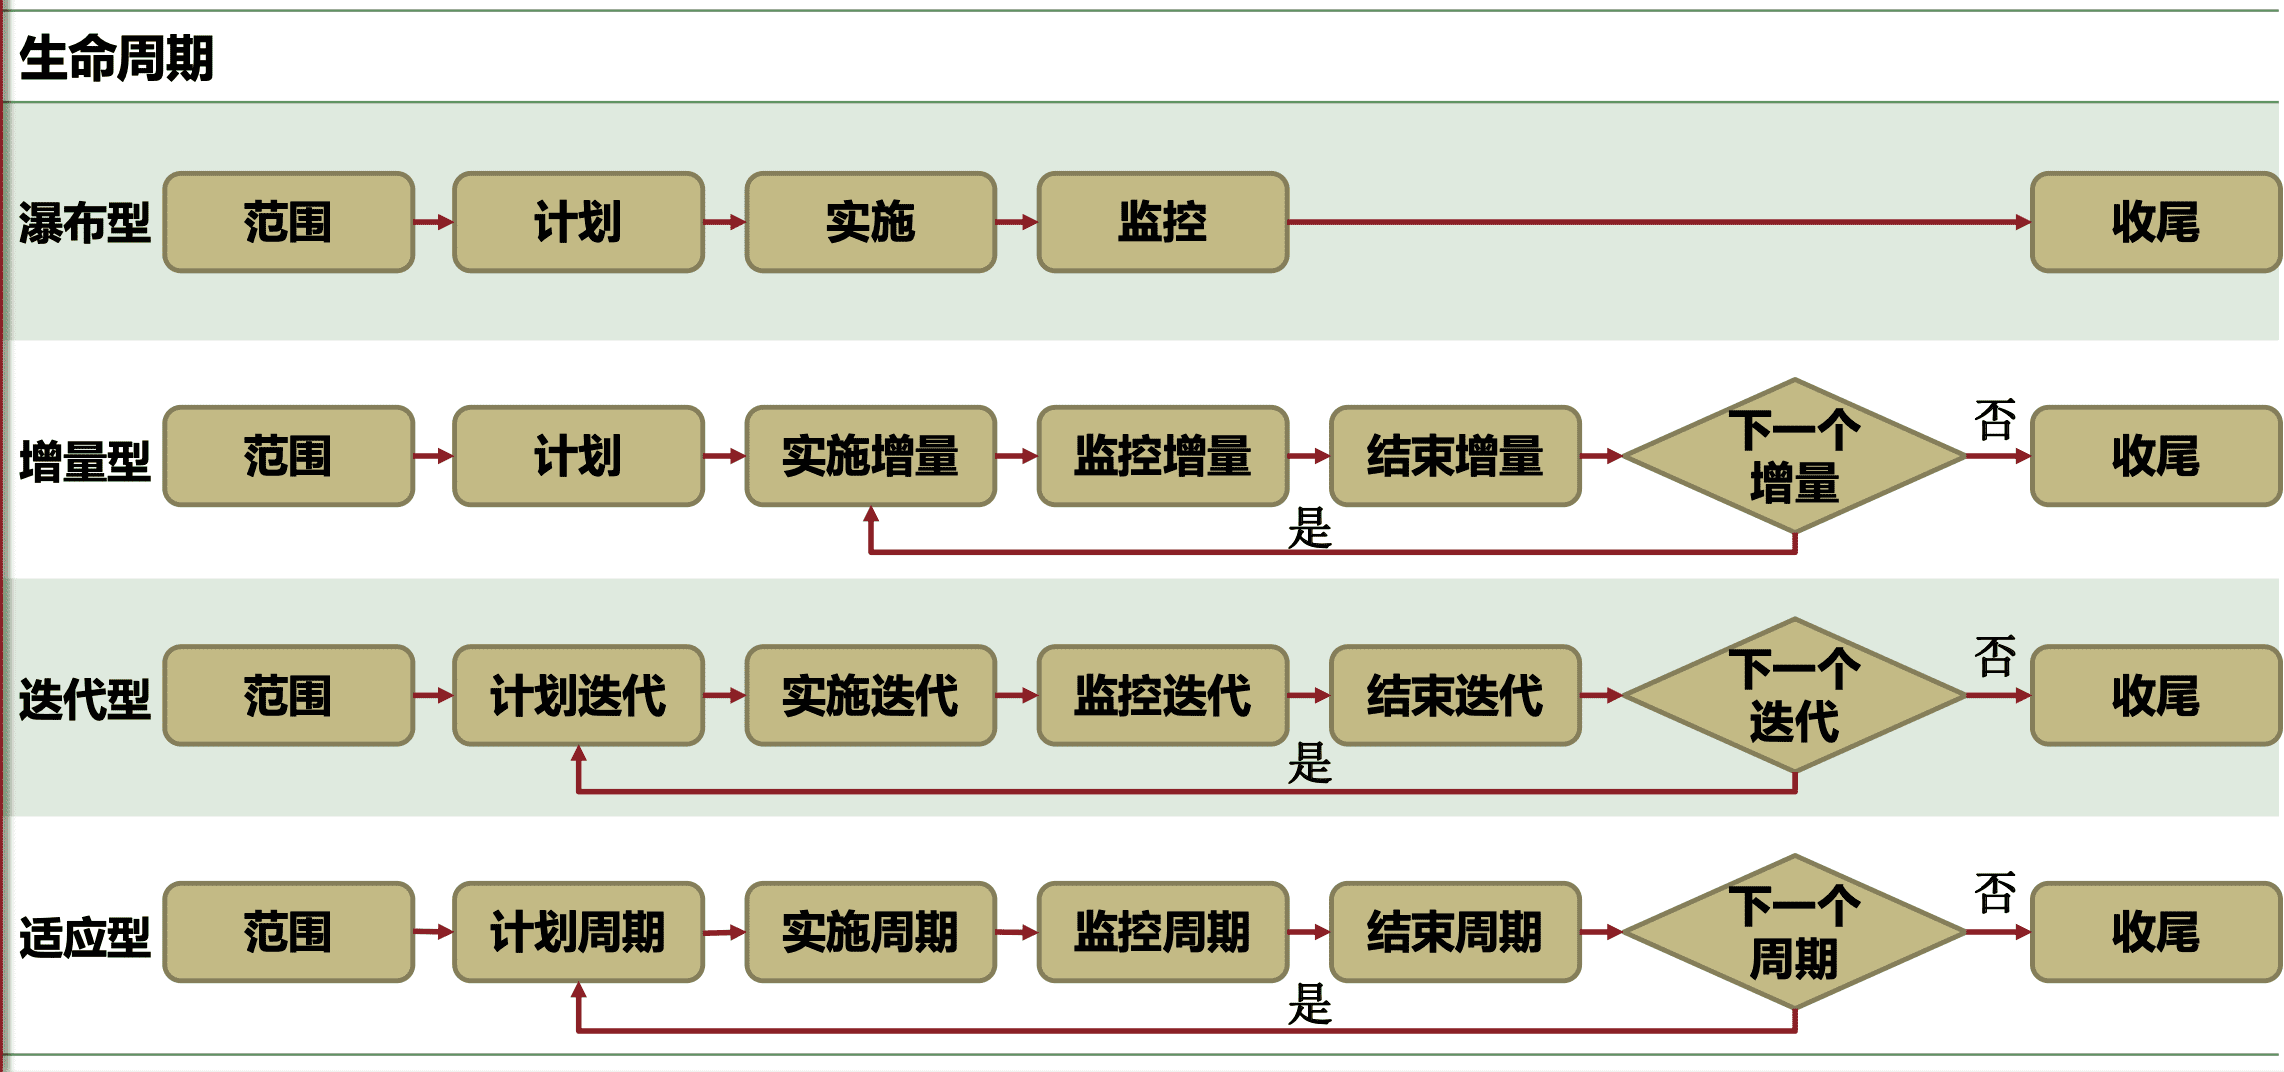 生命周期
瀑布型 范围 计划 实施 监控 收尾
增量型 范围 计划 实施增量 监控增量 结束增量 下一个 否 收尾
增量
是
迭代型 范围 计划迭代 实施迭代 监控迭代 结束迭代 下一个 否 收尾
迭代
是
适应型 范围 计划周期 实施周期 监控周期 结束周期 下一个 否 收尾
周期
是